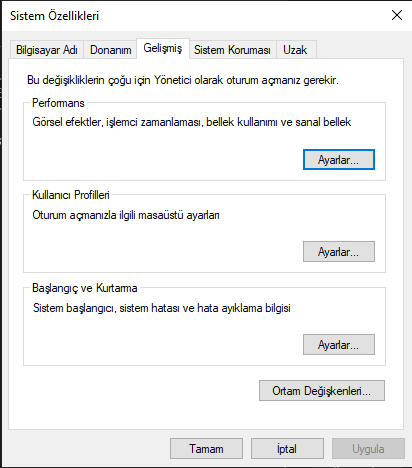 Sistem Özellikleri
Bilgisayar Adı
Donanım
Gelişmiş
Sistem Koruması
Uzak
Bu değişikliklerin çoğu için Yönetici olarak oturum açmanız gerekir.
Performans
Görsel efektler, işlemci zamanlaması, bellek kullanımı ve sanal bellek
Ayarlar...
Kullanıcı Profilleri
Oturum açmanızla ilgili masaüstü ayarları
Ayarlar...
Başlangıç ve Kurtarma
Sistem başlangıcı, sistem hatası ve hata ayıklama bilgisi
Ayarlar...
Ortam Değişkenleri...
Tamam
İptal
Uygula